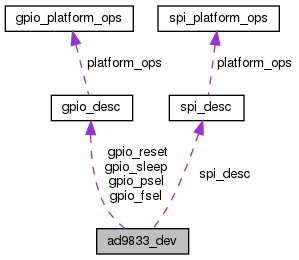 gpio_platform_ops
spi_platform_ops
platform_ops
platform_ops
gpio_desc
spi_desc
gpio_reset
gpio_sleep
gpio_psel
gpio_fsel
spi_desc
ad9833_dev